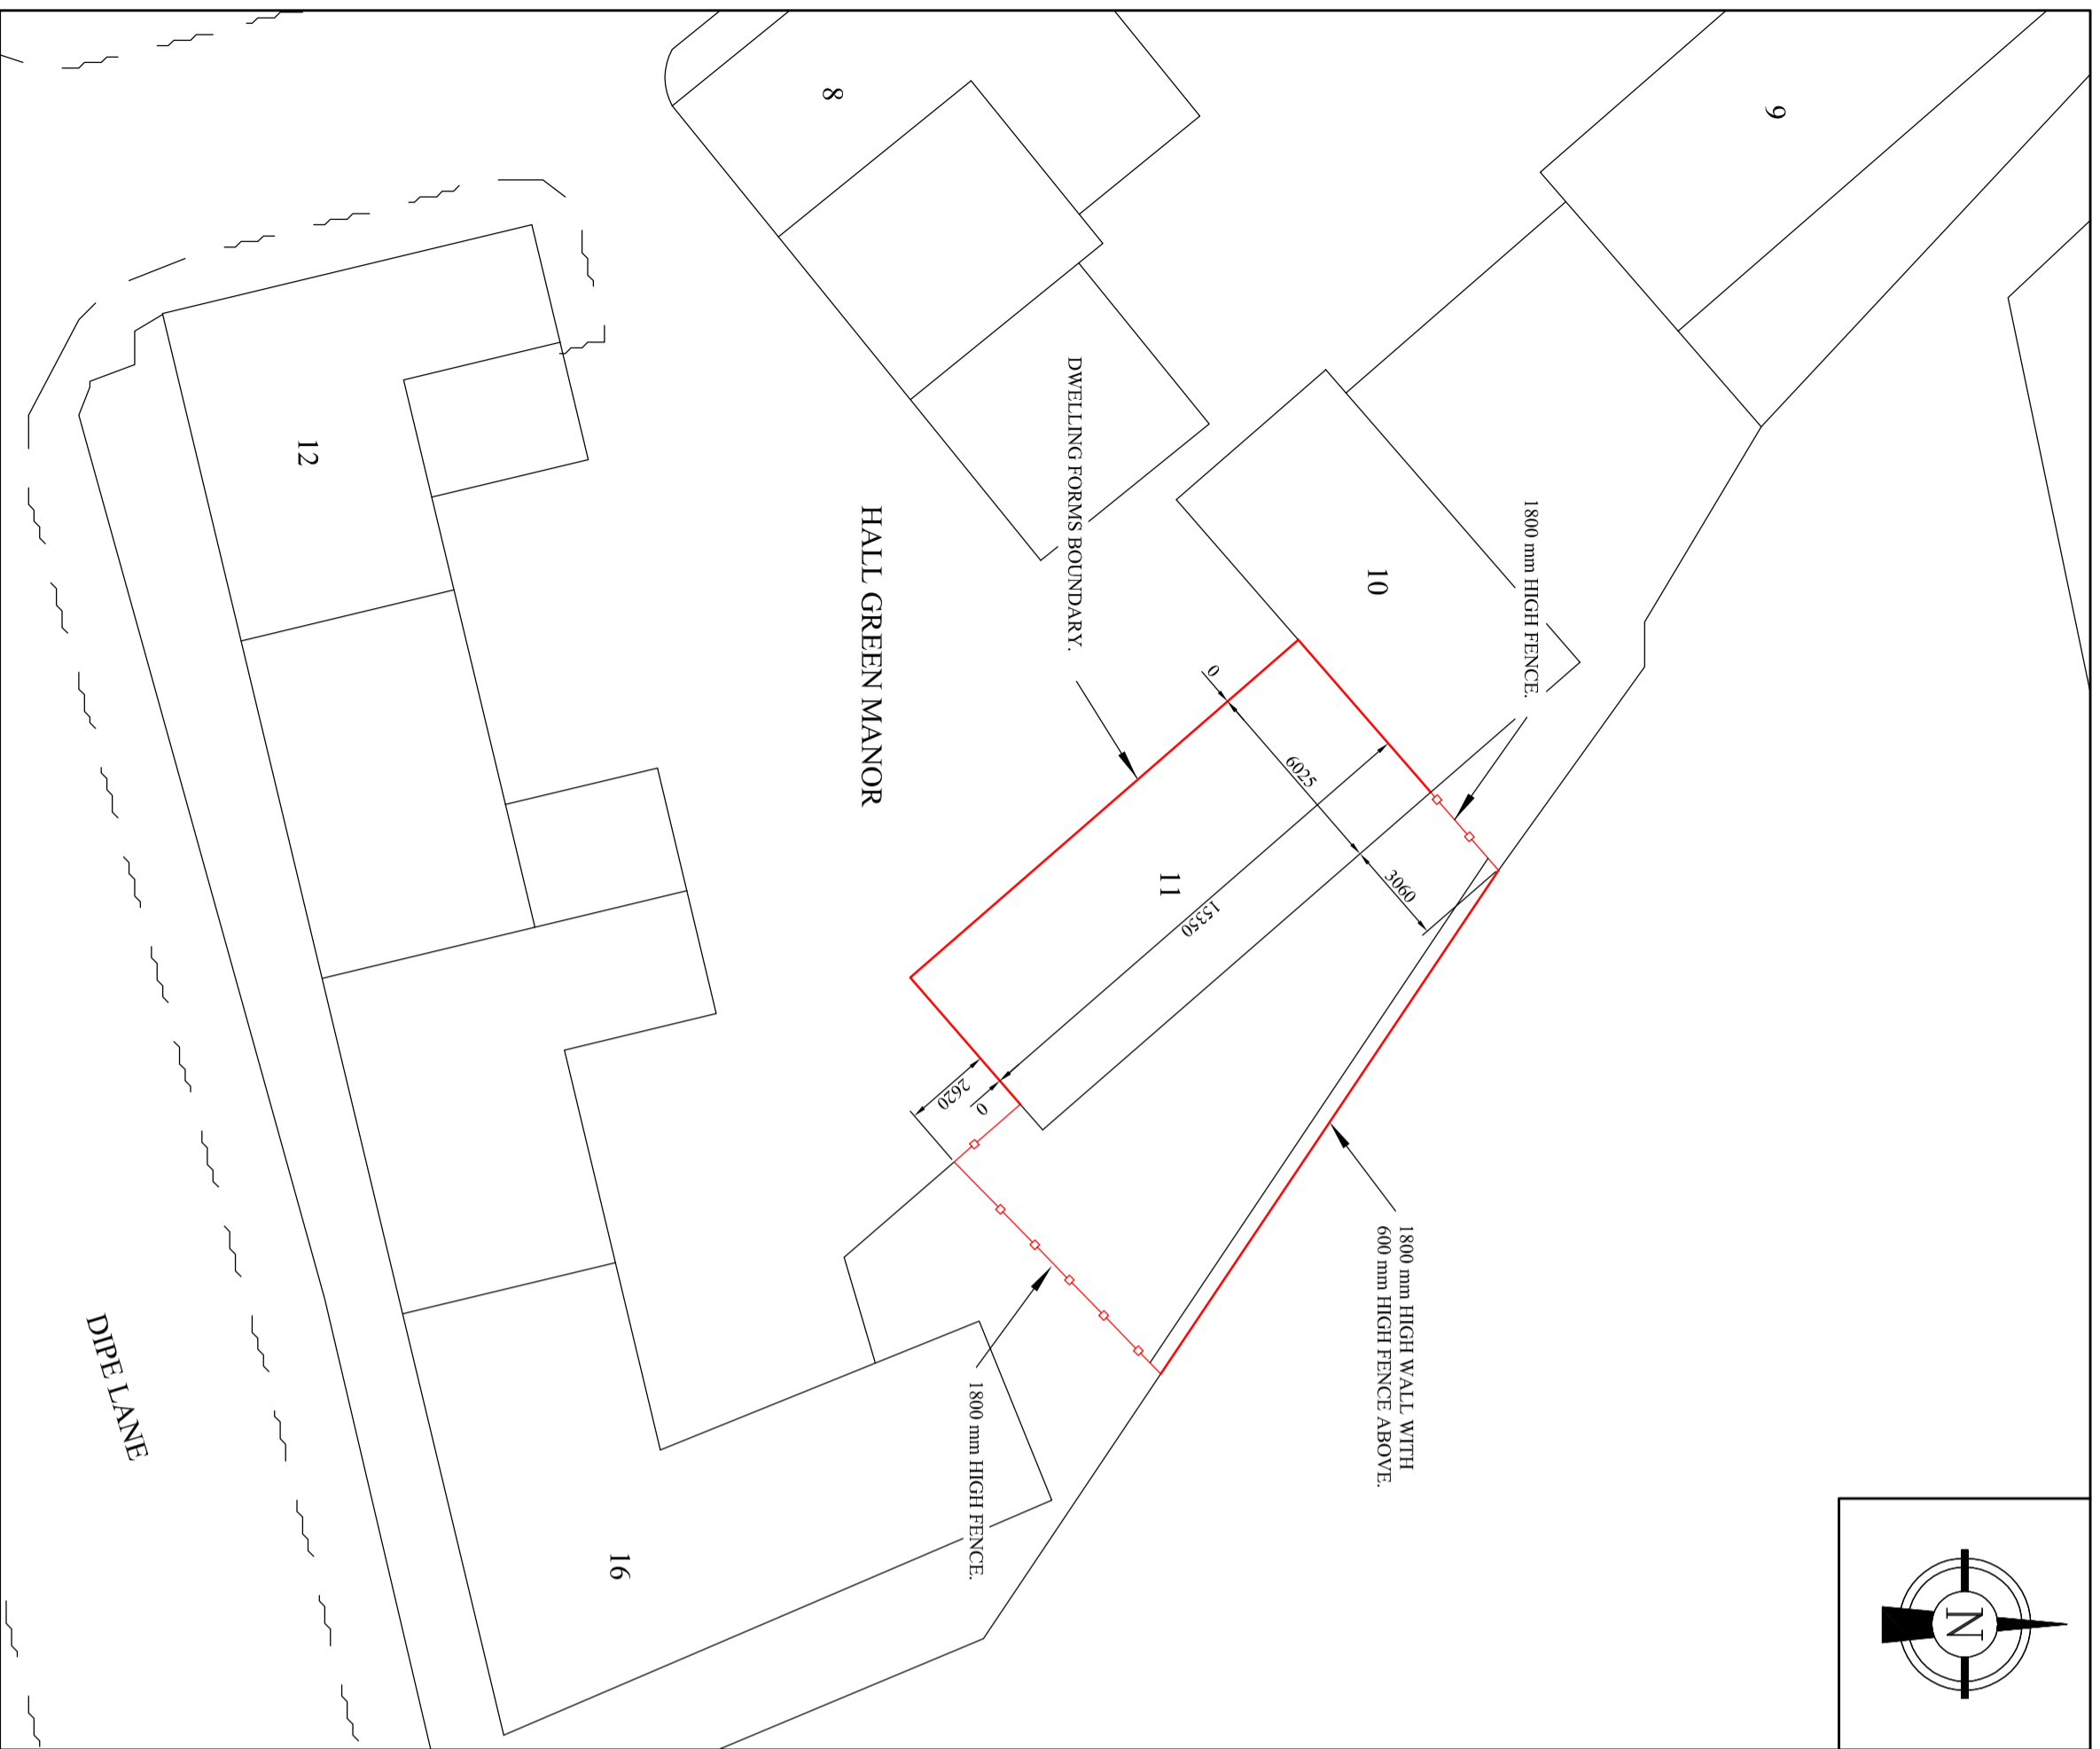 8
9
12
DWELLING FORMS BOUNDARY.
HALL GREEN MANOR
10
1800 mm HIGH FENCE.
0
6025
3060
11
15350
2620
0
1800 mm HIGH WALL WITH
600 mm HIGH FENCE ABOVE.
1800 mm HIGH FENCE.
DIPE LANE
16
N